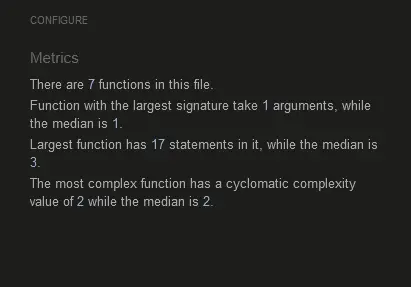 CONFIGURE
Metrics
There are 7 functions in this file.
Function with the largest signature take 1 arguments, while
the median is 1.
Largest function has 17 statements in it, while the median is
3.
The most complex function has a cyclomatic complexity
value of 2 while the median is 2.